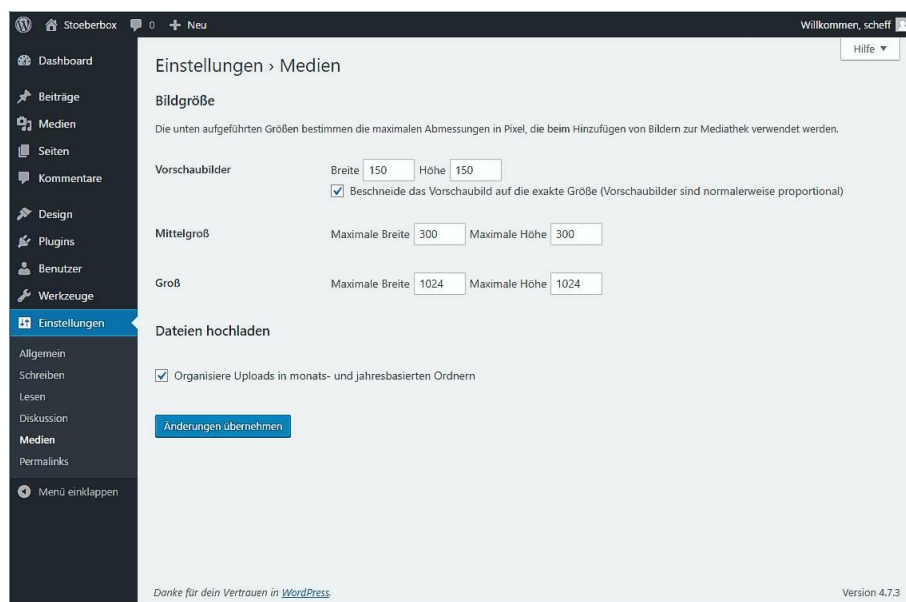 Stoeberbox 0 Neu Willkommen, scheff
Hilfe
Dashboard
Beiträge
Medien
Seiten
Kommentare
Design
Plugins
Benutzer
Werkzeuge
Einstellungen
Allgemein
Schreiben
Lesen
Diskussion
Medien
Permalinks
Menü einklappen
Einstellungen › Medien
Bildgröße
Die unten aufgeführten Größen bestimmen die maximalen Abmessungen in Pixel, die beim Hinzufügen von Bildern zur Mediathek verwendet werden.
Vorschaubilder Breite 150 Höhe 150
Beschneide das Vorschaubild auf die exakte Größe (Vorschaubilder sind normalerweise proportional)
Mittelgroß Maximale Breite 300 Maximale Höhe 300
Groß Maximale Breite 1024 Maximale Höhe 1024
Dateien hochladen
Organisiere Uploads in monats- und jahresbasierten Ordnern
Änderungen übernehmen
Danke für dein Vertrauen in WordPress. Version 4.7.3